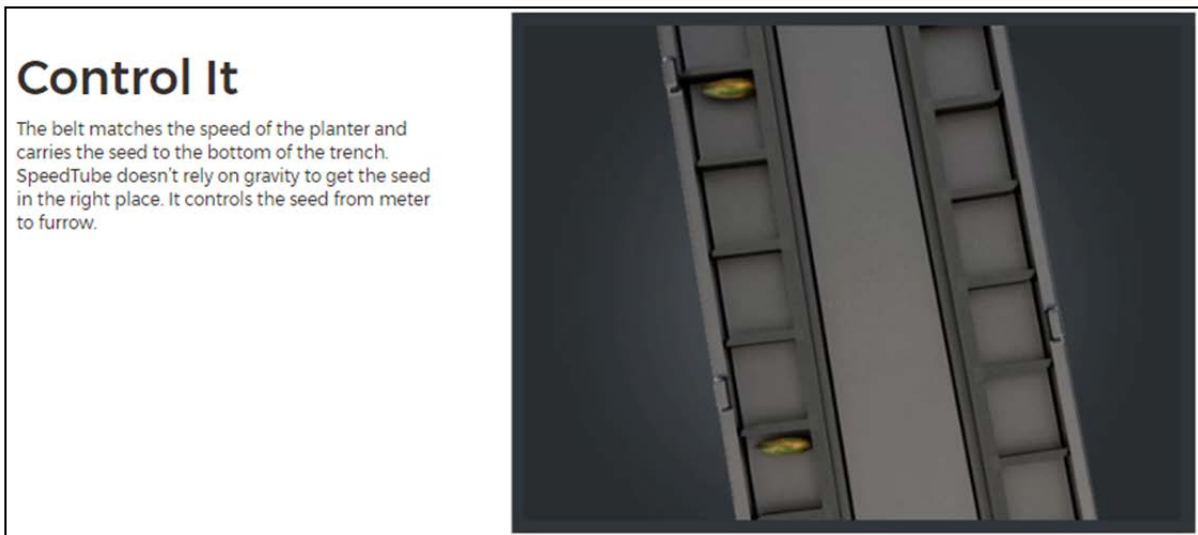 Control It
The belt matches the speed of the planter and
carries the seed to the bottom of the trench.
SpeedTube doesn't rely on gravity to get the seed
in the right place. It controls the seed from meter
to furrow.